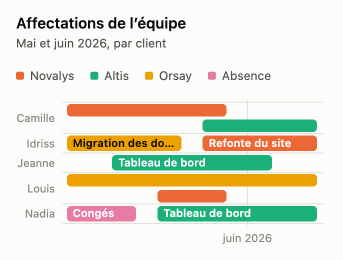 Affectations de l’équipe
Mai et juin 2026, par client
Novalys Altis Orsay Absence
Camille
Idriss Migration des do... Refonte du site
Jeanne Tableau de bord
Louis
Nadia Congés Tableau de bord
juin 2026